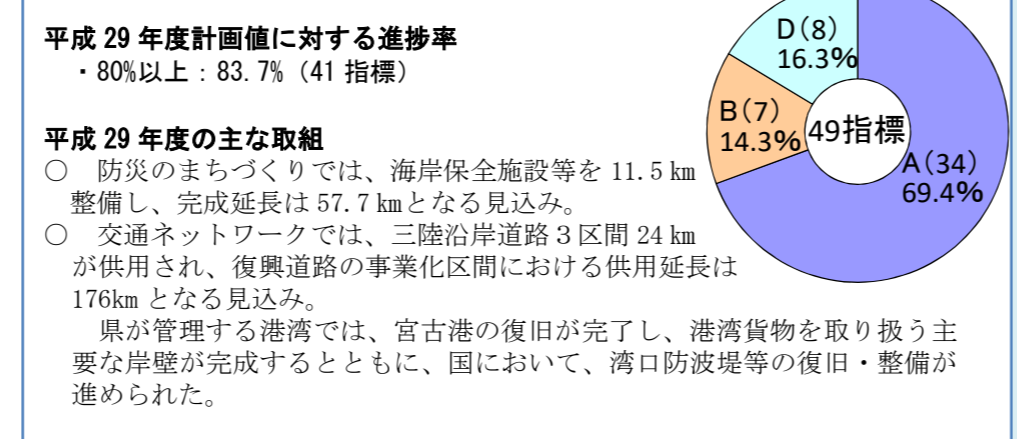 平成 29 年度計画値に対する進捗率
・80%以上：83.7%（41 指標）
平成 29 年度の主な取組
○　防災のまちづくりでは、海岸保全施設等を 11.5 ㎞
整備し、完成延長は 57.7 ㎞となる見込み。
○　交通ネットワークでは、三陸沿岸道路３区間 24 ㎞
が供用され、復興道路の事業化区間における供用延長は
176km となる見込み。
県が管理する港湾では、宮古港の復旧が完了し、港湾貨物を取り扱う主
要な岸壁が完成するとともに、国において、湾口防波堤等の復旧・整備が
進められた。
D（8）
16.3%
B（7）
14.3%
49指標
A（34）
69.4%